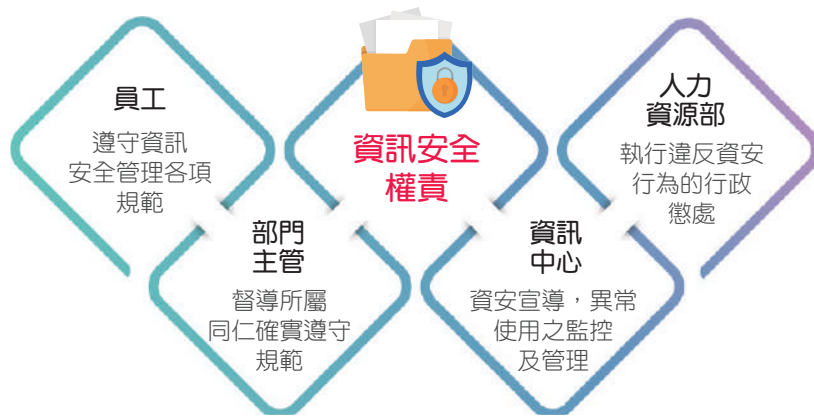 員工
遵守資訊
安全管理各項
規範
部門
主管
督導所屬
同仁確實遵守
規範
資訊安全
權責
資訊
中心
資安宣導，異常
使用之監控
及管理
人力
資源部
執行違反資安
行為的行政
懲處